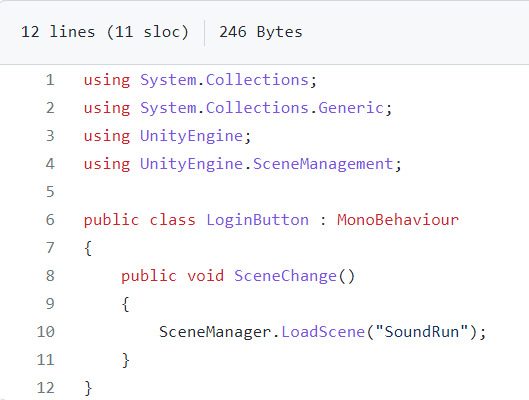 12 lines (11 sloc) 246 Bytes
1 using System.Collections;
2 using System.Collections.Generic;
3 using UnityEngine;
4 using UnityEngine.SceneManagement;
5
6 public class LoginButton : MonoBehaviour
7 {
8     public void SceneChange()
9     {
10         SceneManager.LoadScene("SoundRun");
11     }
12 }